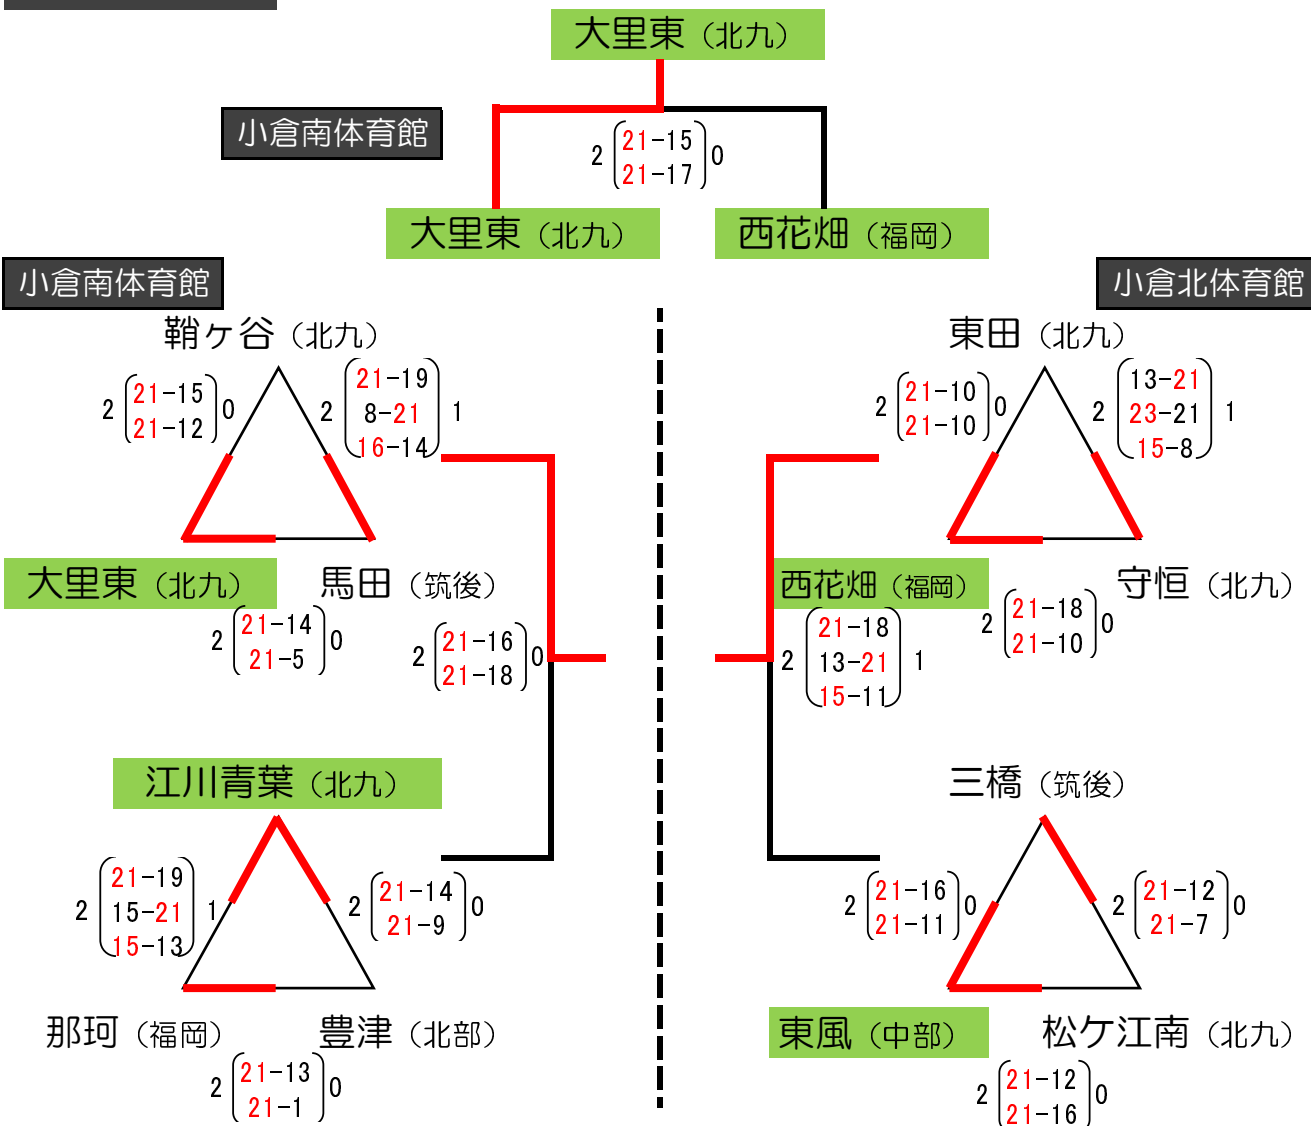 大里東（北九）
小倉南体育館
2 21-15 0
21-17
大里東（北九）
西花畑（福岡）
小倉南体育館
小倉北体育館
鞘ヶ谷（北九）
2 21-15 0
21-12
2 21-19 1
8-21
16-14
大里東（北九）
馬田（筑後）
2 21-14 0
21-5
2 21-16 0
21-18
東田（北九）
2 21-10 0
21-10
2 13-21 1
23-21
15-8
西花畑（福岡）
守恒（北九）
2 21-18 0
21-10
2 21-18 1
13-21
15-11
江川青葉（北九）
2 21-19 1
15-21
15-13
2 21-14 0
21-9
那珂（福岡）
豊津（北部）
2 21-13 0
21-1
三橋（筑後）
2 21-16 0
21-11
2 21-12 0
21-7
東風（中部）
松ケ江南（北九）
2 21-12 0
21-16